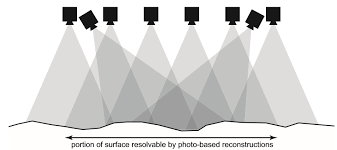 portion of surface resolvable by photo-based reconstructions